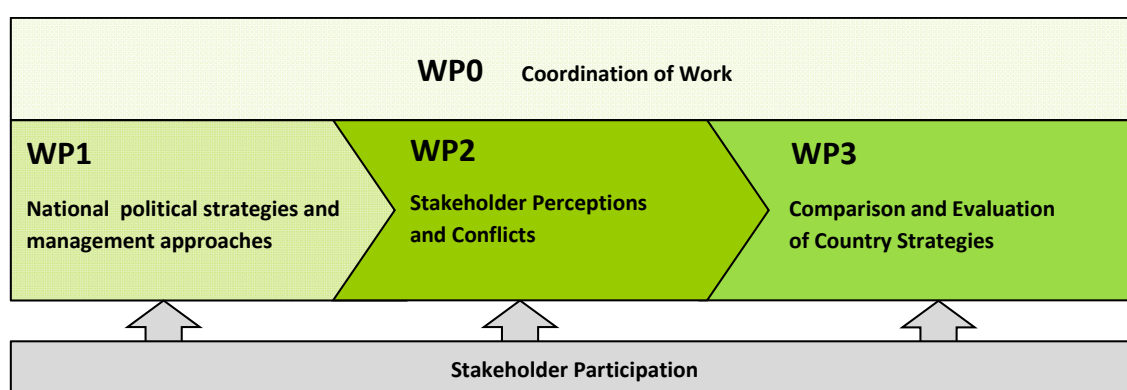 WP0 Coordination of Work
WP1
National political strategies and
management approaches
WP2
Stakeholder Perceptions
and Conflicts
WP3
Comparison and Evaluation
of Country Strategies
Stakeholder Participation